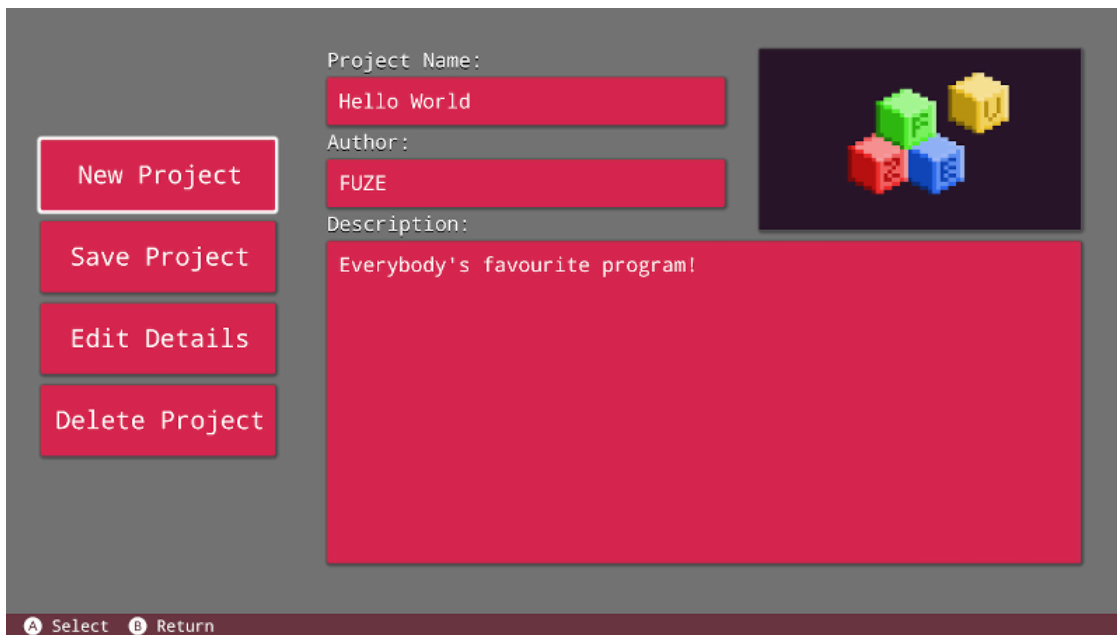 New Project
Save Project
Edit Details
Delete Project
Project Name:
Hello World
Author:
FUZE
Description:
Everybody's favourite program!
F U
Z E
A Select B Return